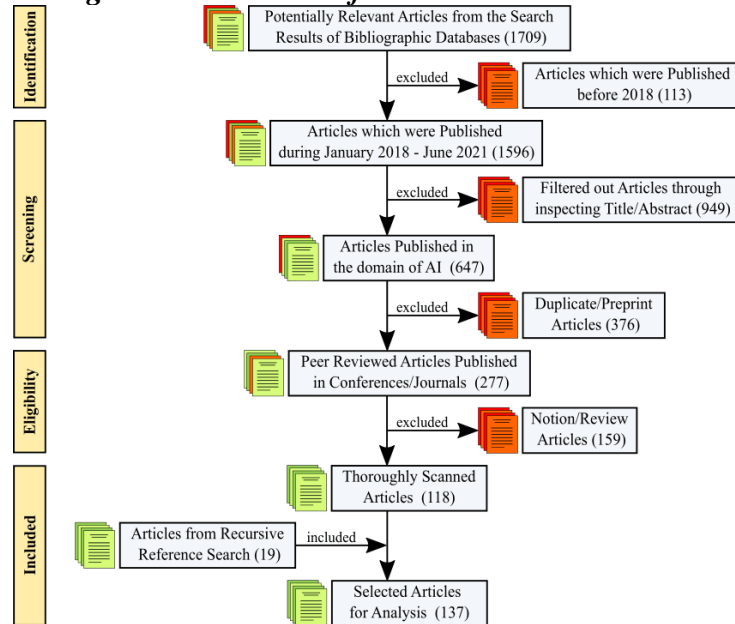 Identification
Potentially Relevant Articles from the Search
Results of Bibliographic Databases (1709)
excluded
Articles which were Published
before 2018 (113)
Screening
Articles which were Published
during January 2018 - June 2021 (1596)
excluded
Filtered out Articles through
inspecting Title/Abstract (949)
Articles Published in
the domain of AI (647)
excluded
Duplicate/Preprint
Articles (376)
Eligibility
Peer Reviewed Articles Published
in Conferences/Journals (277)
excluded
Notion/Review
Articles (159)
Included
Thoroughly Scanned
Articles (118)
Articles from Recursive
Reference Search (19)
included
Selected Articles
for Analysis (137)